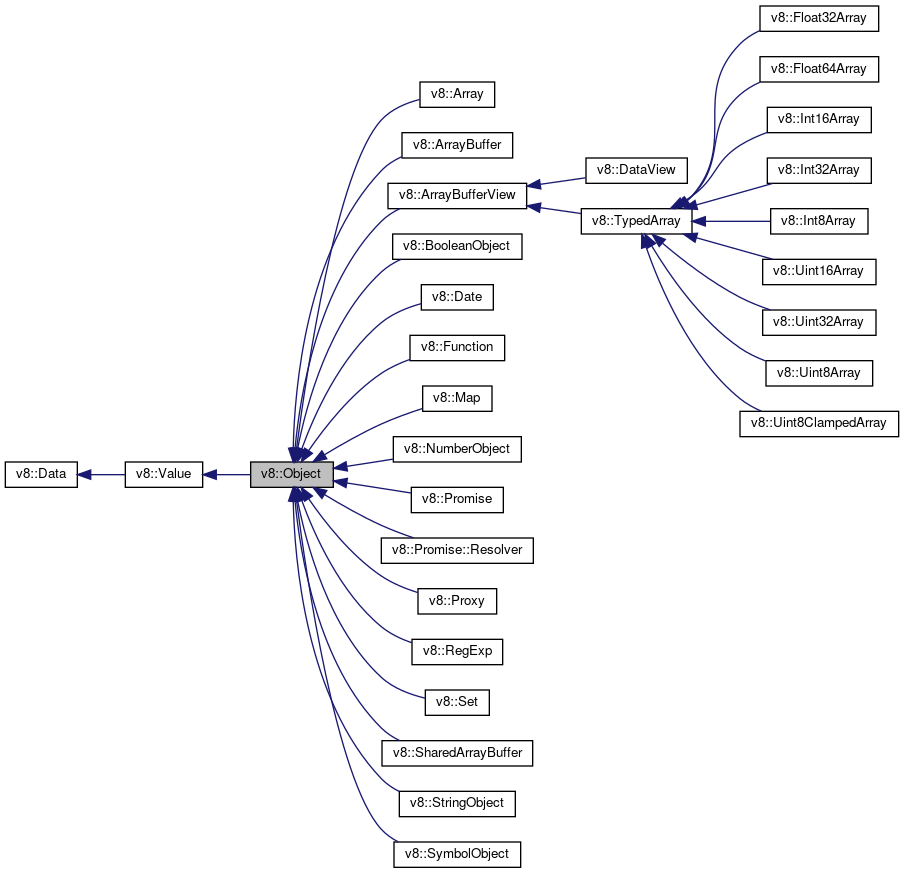 v8::Float32Array
v8::Float64Array
v8::Array
v8::Int16Array
v8::ArrayBuffer
v8::DataView
v8::Int32Array
v8::ArrayBufferView
v8::TypedArray
v8::Int8Array
v8::BooleanObject
v8::Uint16Array
v8::Date
v8::Uint32Array
v8::Function
v8::Uint8Array
v8::Map
v8::Uint8ClampedArray
v8::NumberObject
v8::Data
v8::Value
v8::Object
v8::Promise
v8::Promise::Resolver
v8::Proxy
v8::RegExp
v8::Set
v8::SharedArrayBuffer
v8::StringObject
v8::SymbolObject